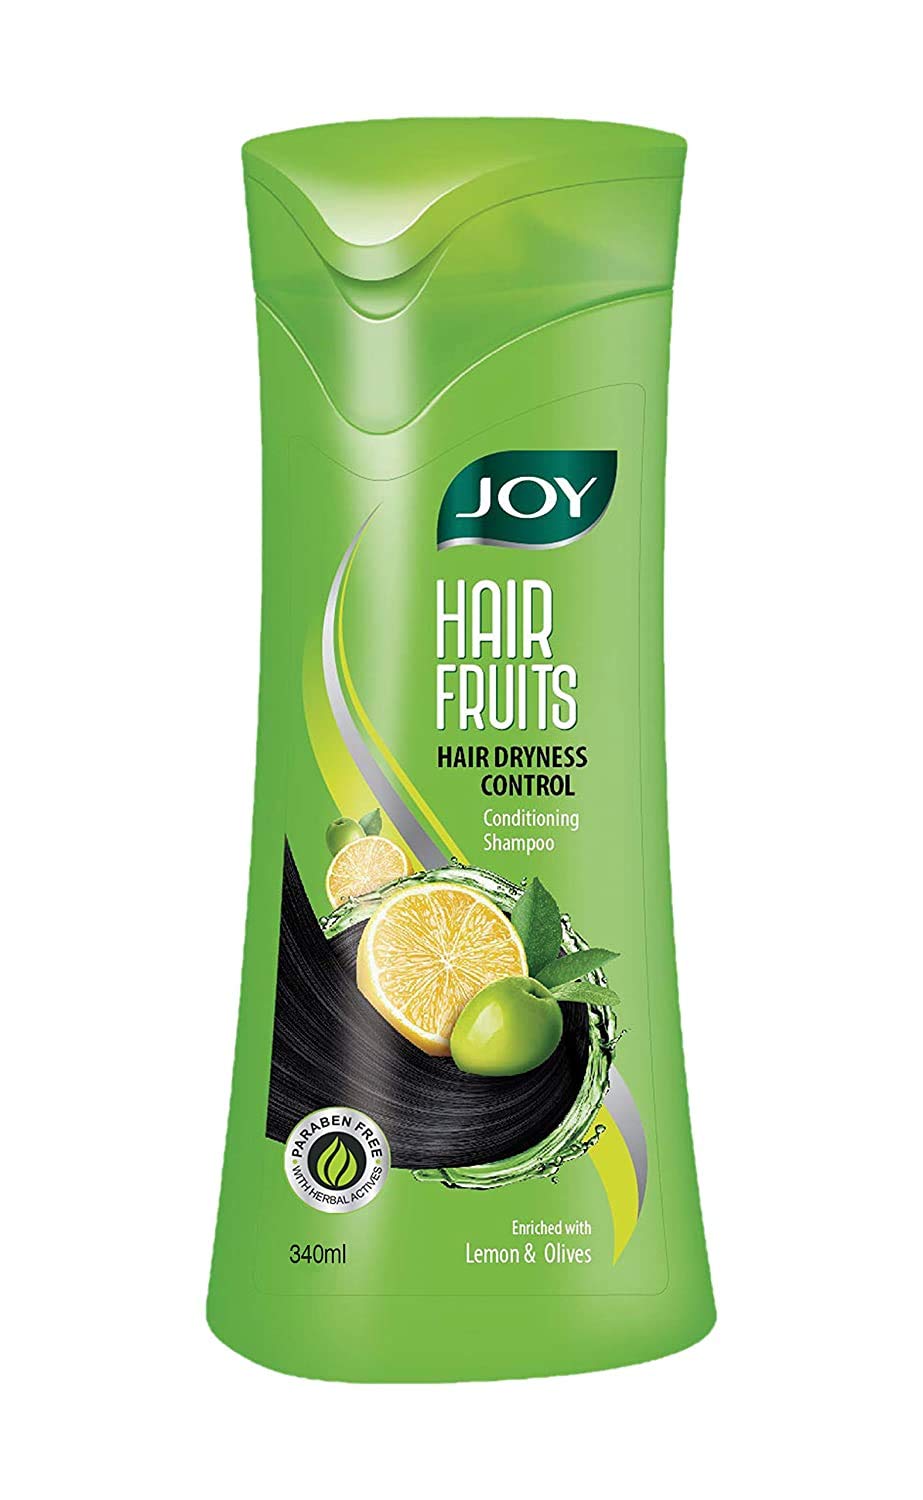 JOY
HAIR
FRUITS
HAIR DRYNESS
CONTROL
Conditioning
Shampoo
PARABEN FREE
WITH HERBAL ACTIVES
340ml
Enriched with
Lemon & Olives